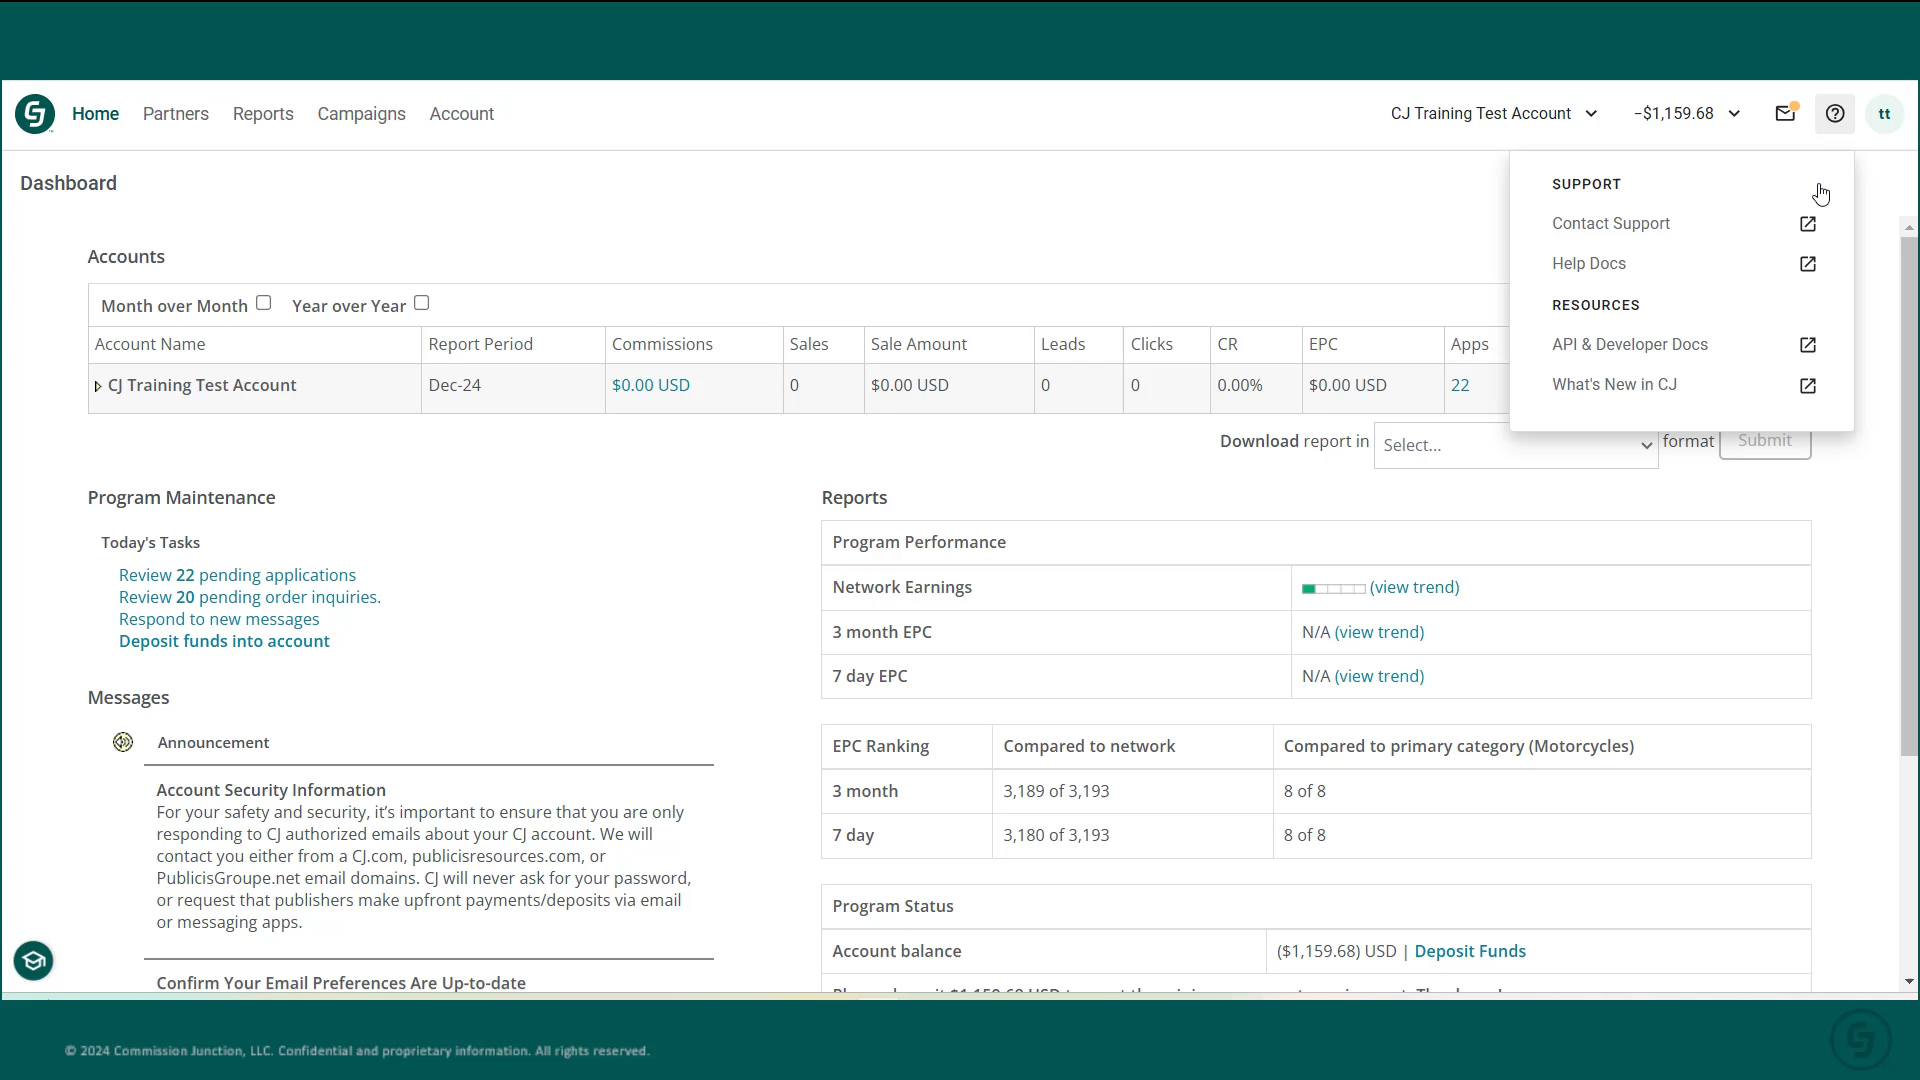 Home Partners Reports Campaigns Account CJ Training Test Account −$1,159.68 tt
Dashboard
SUPPORT
Contact Support
Help Docs
RESOURCES
API & Developer Docs
What's New in CJ
Accounts
Month over Month Year over Year
Account Name Report Period Commissions Sales Sale Amount Leads Clicks CR EPC Apps
CJ Training Test Account Dec-24 $0.00 USD 0 $0.00 USD 0 0 0.00% $0.00 USD 22
Download report in Select... format Submit
Program Maintenance
Today's Tasks
Review 22 pending applications
Review 20 pending order inquiries.
Respond to new messages
Deposit funds into account
Messages
Announcement
Account Security Information
For your safety and security, it’s important to ensure that you are only
responding to CJ authorized emails about your CJ account. We will
contact you either from a CJ.com, publicisresources.com, or
PublicisGroupe.net email domains. CJ will never ask for your password,
or request that publishers make upfront payments/deposits via email
or messaging apps.
Confirm Your Email Preferences Are Up-to-date
Reports
Program Performance
Network Earnings (view trend)
3 month EPC N/A (view trend)
7 day EPC N/A (view trend)
EPC Ranking Compared to network Compared to primary category (Motorcycles)
3 month 3,189 of 3,193 8 of 8
7 day 3,180 of 3,193 8 of 8
Program Status
Account balance ($1,159.68) USD | Deposit Funds
© 2024 Commission Junction, LLC. Confidential and proprietary information. All rights reserved.